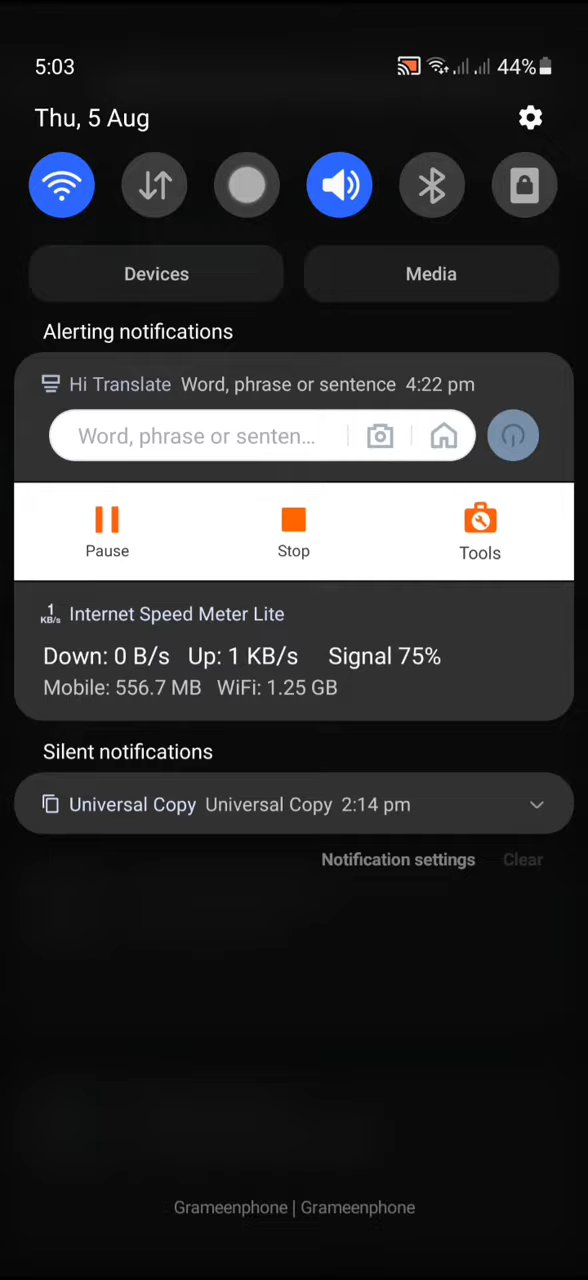 5:03 44%
Thu, 5 Aug
Devices Media
Alerting notifications
Hi Translate Word, phrase or sentence 4:22 pm
Word, phrase or senten...
Pause Stop Tools
1 KB/s Internet Speed Meter Lite
Down: 0 B/s Up: 1 KB/s Signal 75%
Mobile: 556.7 MB WiFi: 1.25 GB
Silent notifications
Universal Copy Universal Copy 2:14 pm
Notification settings Clear
Grameenphone | Grameenphone